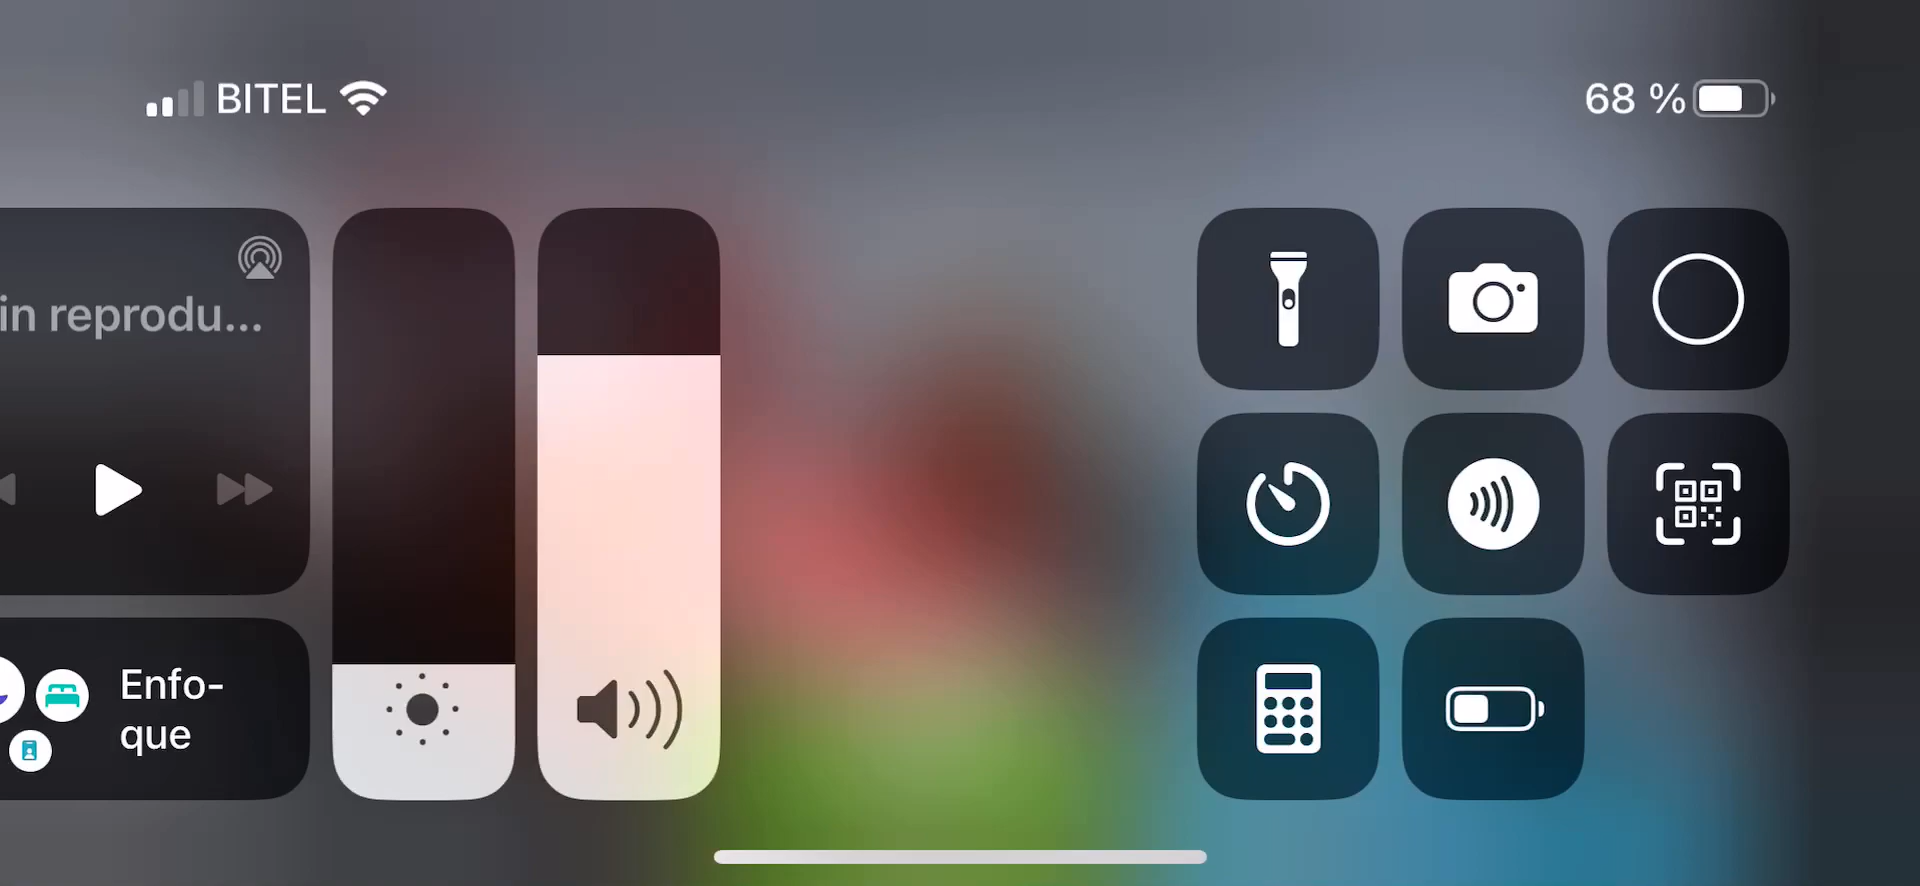 BITEL
68 %
in reprodu...
Enfo-
que